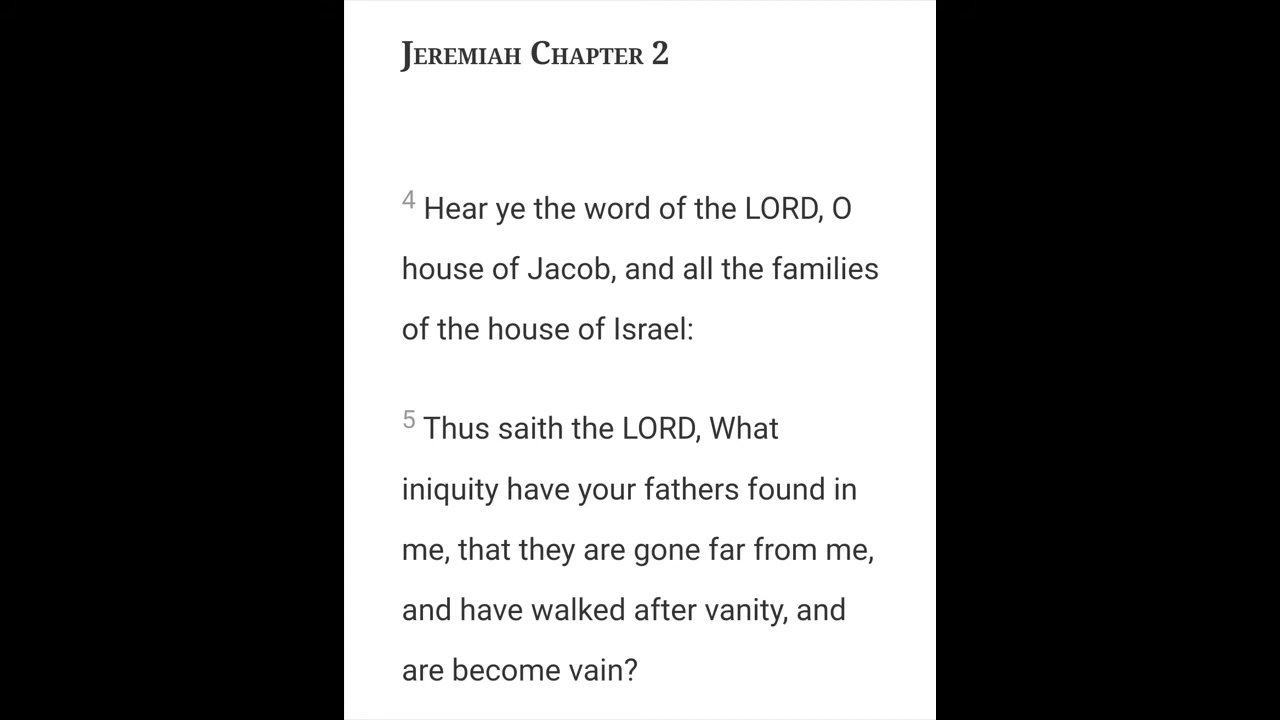 Jeremiah Chapter 2
4 Hear ye the word of the LORD, O
house of Jacob, and all the families
of the house of Israel:
5 Thus saith the LORD, What
iniquity have your fathers found in
me, that they are gone far from me,
and have walked after vanity, and
are become vain?